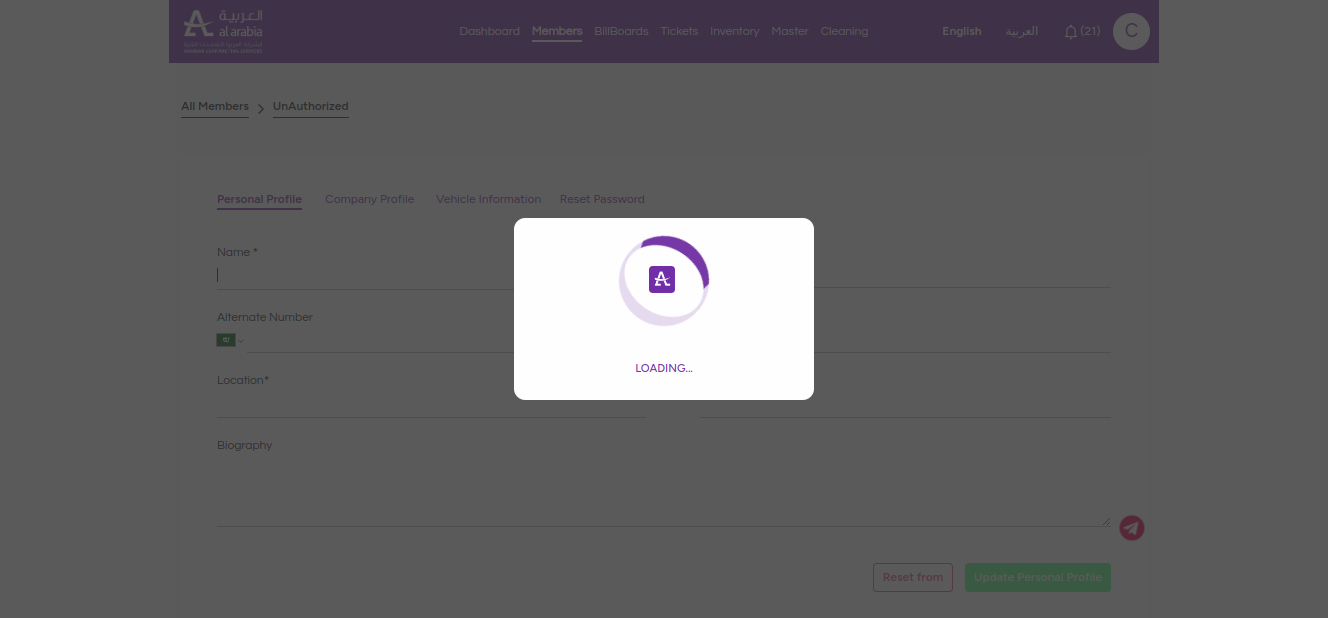 العربية
al arabia
Dashboard Members BillBoards Tickets Inventory Master Cleaning
English العربية (21) C
All Members > UnAuthorized
Personal Profile Company Profile Vehicle Information Reset Password
Name *
Alternate Number
Location*
Biography
LOADING...
Reset from Update Personal Profile